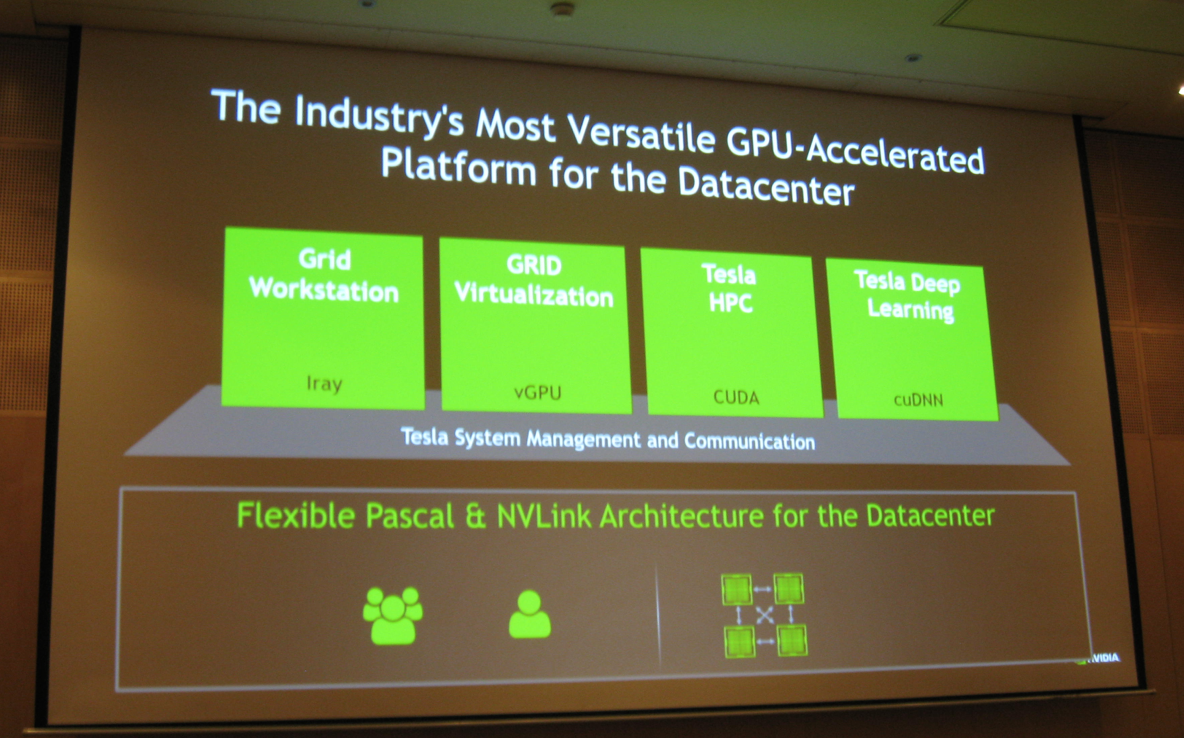 The Industry's Most Versatile GPU-Accelerated
Platform for the Datacenter
Grid
Workstation
Iray
GRID
Virtualization
vGPU
Tesla
HPC
CUDA
Tesla Deep
Learning
cuDNN
Tesla System Management and Communication
Flexible Pascal & NVLink Architecture for the Datacenter
NVIDIA